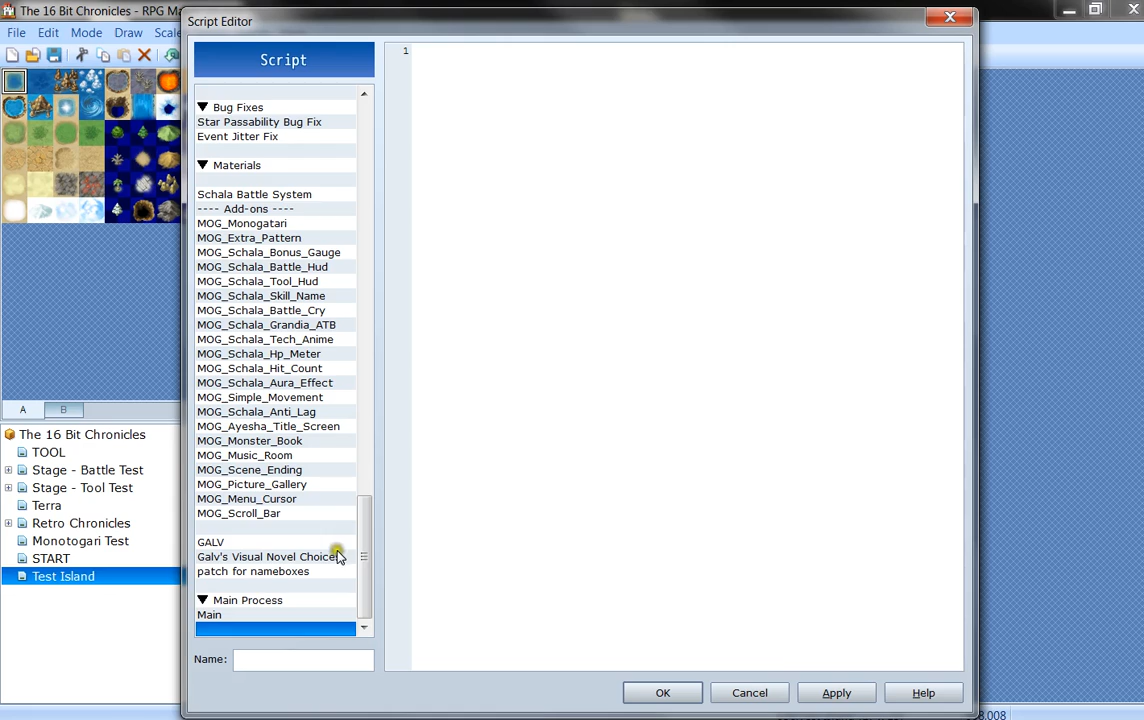 The 16 Bit Chronicles - RPG Ma
Script Editor
File Edit Mode Draw Scale
Script
1
▼ Bug Fixes
Star Passability Bug Fix
Event Jitter Fix
▼ Materials
Schala Battle System
---- Add-ons ----
MOG_Monogatari
MOG_Extra_Pattern
MOG_Schala_Bonus_Gauge
MOG_Schala_Battle_Hud
MOG_Schala_Tool_Hud
MOG_Schala_Skill_Name
MOG_Schala_Battle_Cry
MOG_Schala_Grandia_ATB
MOG_Schala_Tech_Anime
MOG_Schala_Hp_Meter
MOG_Schala_Hit_Count
MOG_Schala_Aura_Effect
MOG_Simple_Movement
MOG_Schala_Anti_Lag
MOG_Ayesha_Title_Screen
MOG_Monster_Book
MOG_Music_Room
MOG_Scene_Ending
MOG_Picture_Gallery
MOG_Menu_Cursor
MOG_Scroll_Bar
GALV
Galv's Visual Novel Choice
patch for nameboxes
▼ Main Process
Main
Name:
OK Cancel Apply Help
A B
The 16 Bit Chronicles
TOOL
Stage - Battle Test
Stage - Tool Test
Terra
Retro Chronicles
Monotogari Test
START
Test Island
8.008